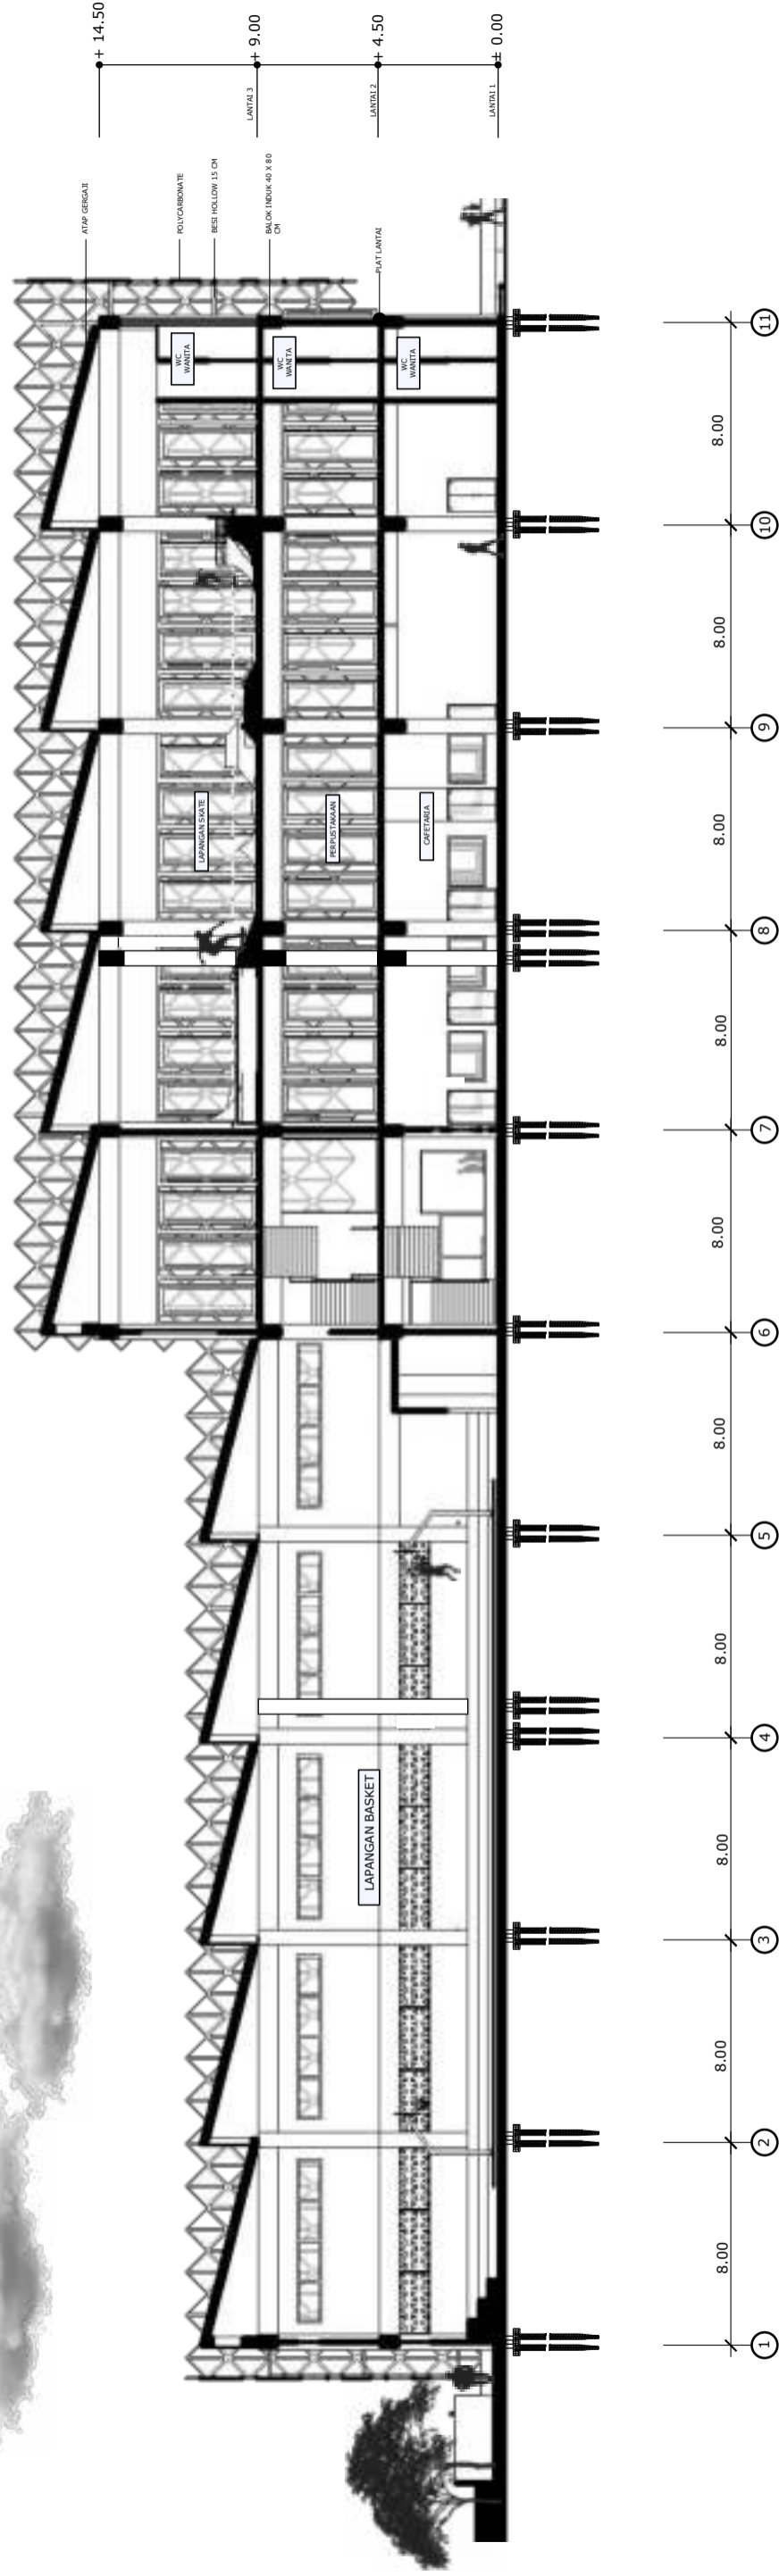 + 14.50
ATAP GERGAJI
POLYCARBONATE
BESI HOLLOW 15 CM
LANTAI 3
+ 9.00
BALOK INDUK 40 X 80
CM
LANTAI 2
+ 4.50
PLAT LANTAI
LANTAI 1
± 0.00
LAPANGAN SKATE
WC
WANITA
PERPUSTAKAAN
WC
WANITA
LAPANGAN BASKET
CAFETARIA
WC
WANITA
8.00 8.00 8.00 8.00 8.00 8.00 8.00 8.00 8.00 8.00
1 2 3 4 5 6 7 8 9 10 11